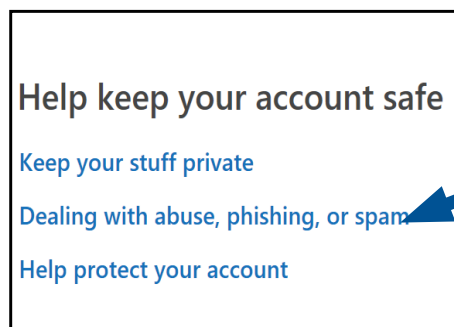 Help keep your account safe
Keep your stuff private
Dealing with abuse, phishing, or spam
Help protect your account